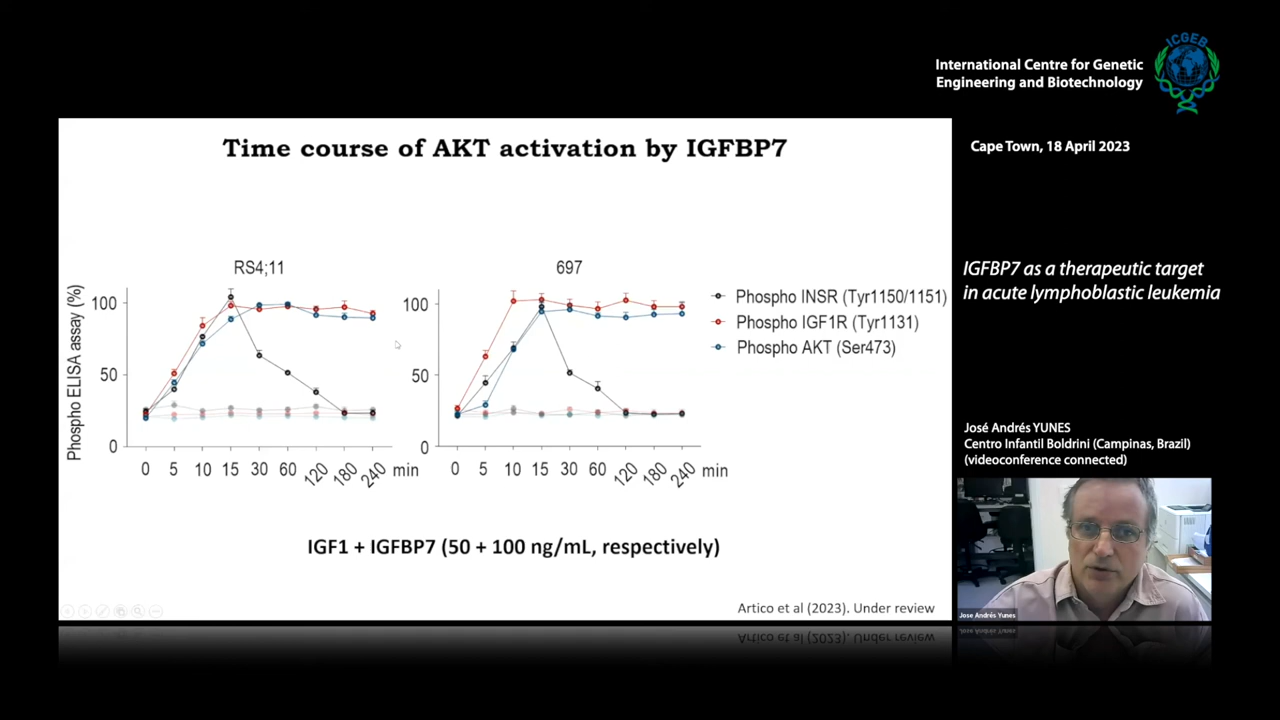 ICGEB
International Centre for Genetic
Engineering and Biotechnology
Cape Town, 18 April 2023
IGFBP7 as a therapeutic target
in acute lymphoblastic leukemia
José Andrés YUNES
Centro Infantil Boldrini (Campinas, Brazil)
(videoconference connected)
Jose Andrés Yunes
Time course of AKT activation by IGFBP7
RS4;11
Phospho ELISA assay (%)
100
50
0
0 5 10 15 30 60 120 180 240 min
697
100
50
0
0 5 10 15 30 60 120 180 240 min
Phospho INSR (Tyr1150/1151)
Phospho IGF1R (Tyr1131)
Phospho AKT (Ser473)
IGF1 + IGFBP7 (50 + 100 ng/mL, respectively)
Artico et al (2023). Under review